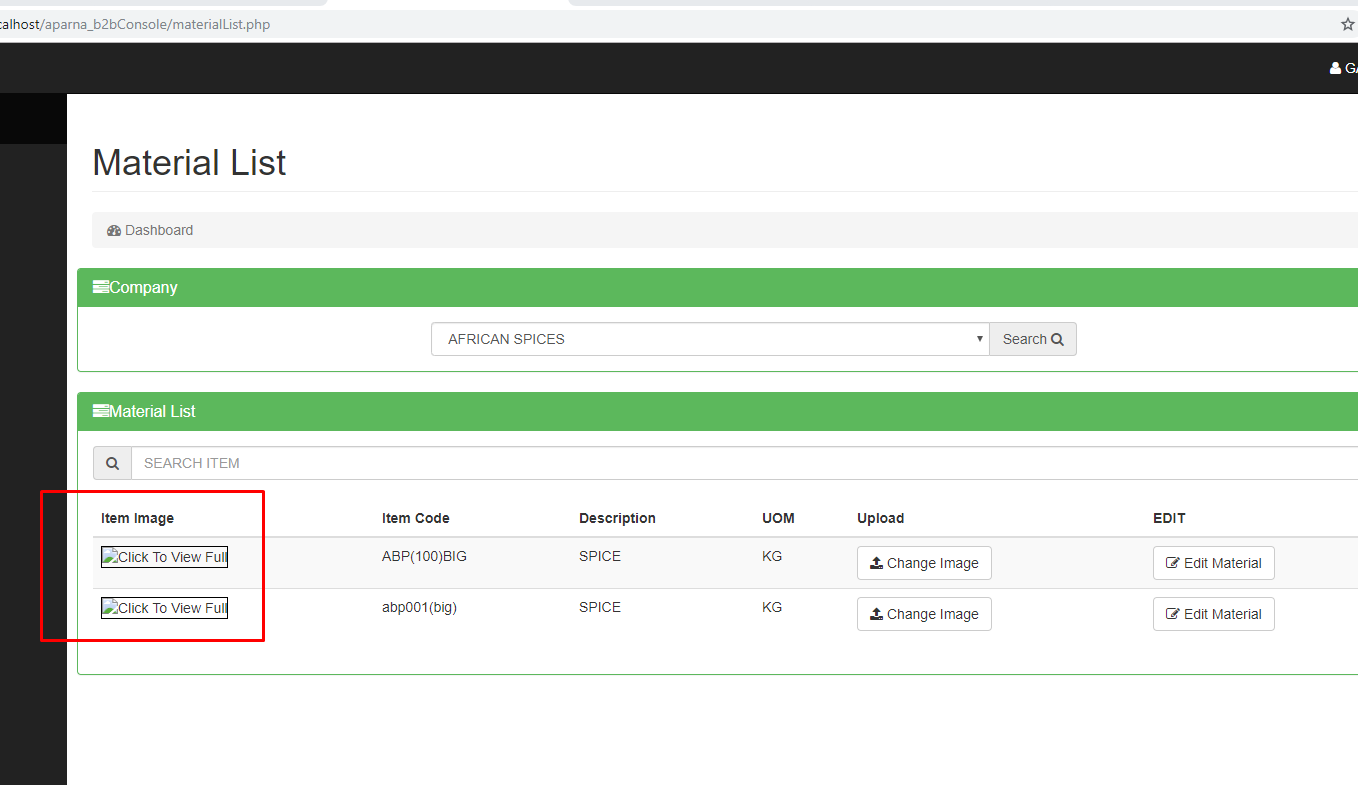 calhost/aparna_b2bConsole/materialList.php
GA
Material List
Dashboard
Company
AFRICAN SPICES Search
Material List
SEARCH ITEM
Item Image Item Code Description UOM Upload EDIT
Click To View Full ABP(100)BIG SPICE KG Change Image Edit Material
Click To View Full abp001(big) SPICE KG Change Image Edit Material